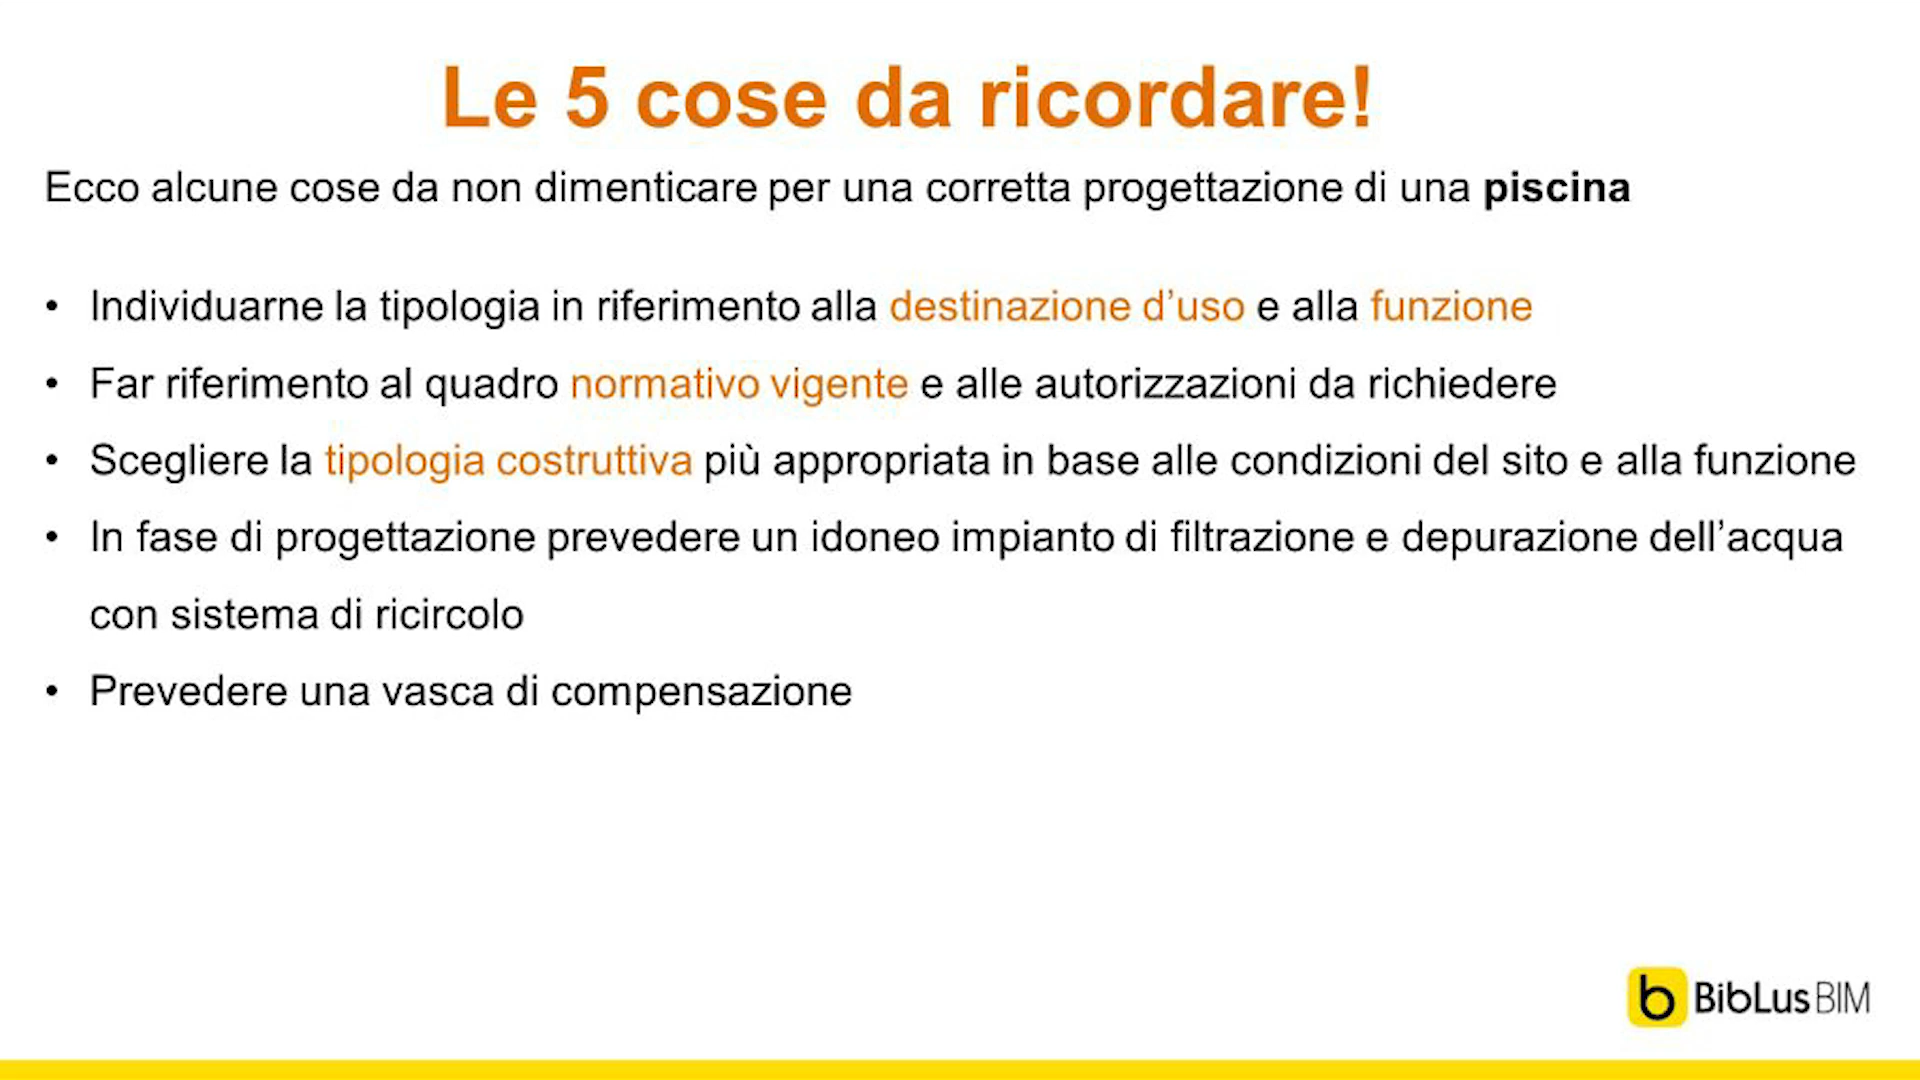 Le 5 cose da ricordare!
Ecco alcune cose da non dimenticare per una corretta progettazione di una piscina
• Individuarne la tipologia in riferimento alla destinazione d’uso e alla funzione
• Far riferimento al quadro normativo vigente e alle autorizzazioni da richiedere
• Scegliere la tipologia costruttiva più appropriata in base alle condizioni del sito e alla funzione
• In fase di progettazione prevedere un idoneo impianto di filtrazione e depurazione dell’acqua
con sistema di ricircolo
• Prevedere una vasca di compensazione
b BibLus BIM